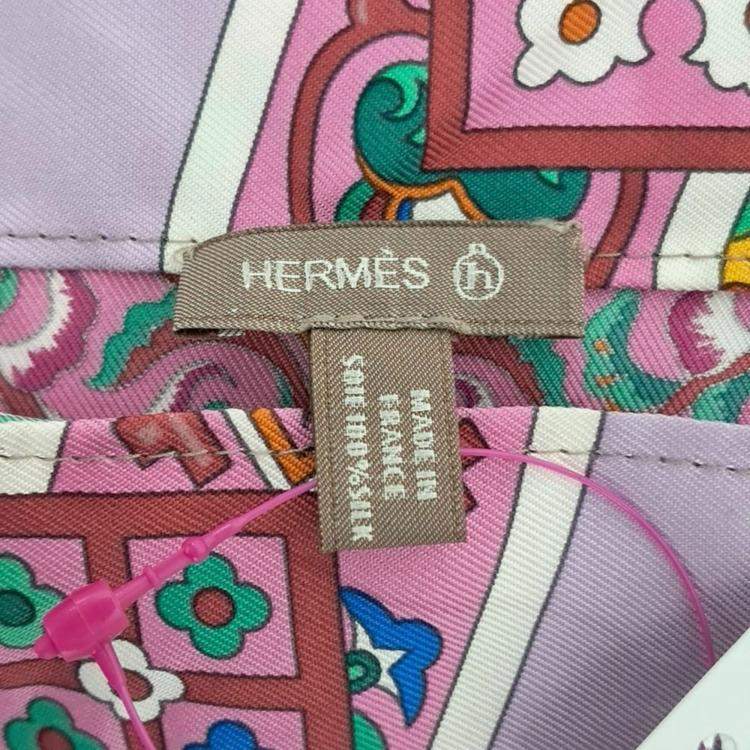 HERMÈS h
MADE IN
FRANCE
SOIE 100% SILK